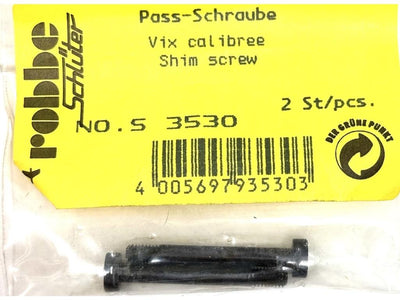 robbe
Schlüter
Pass-Schraube
Vix calibree
Shim screw
2 St/pcs.
NO.S 3530
DER GRÜNE PUNKT
4 005697 935303